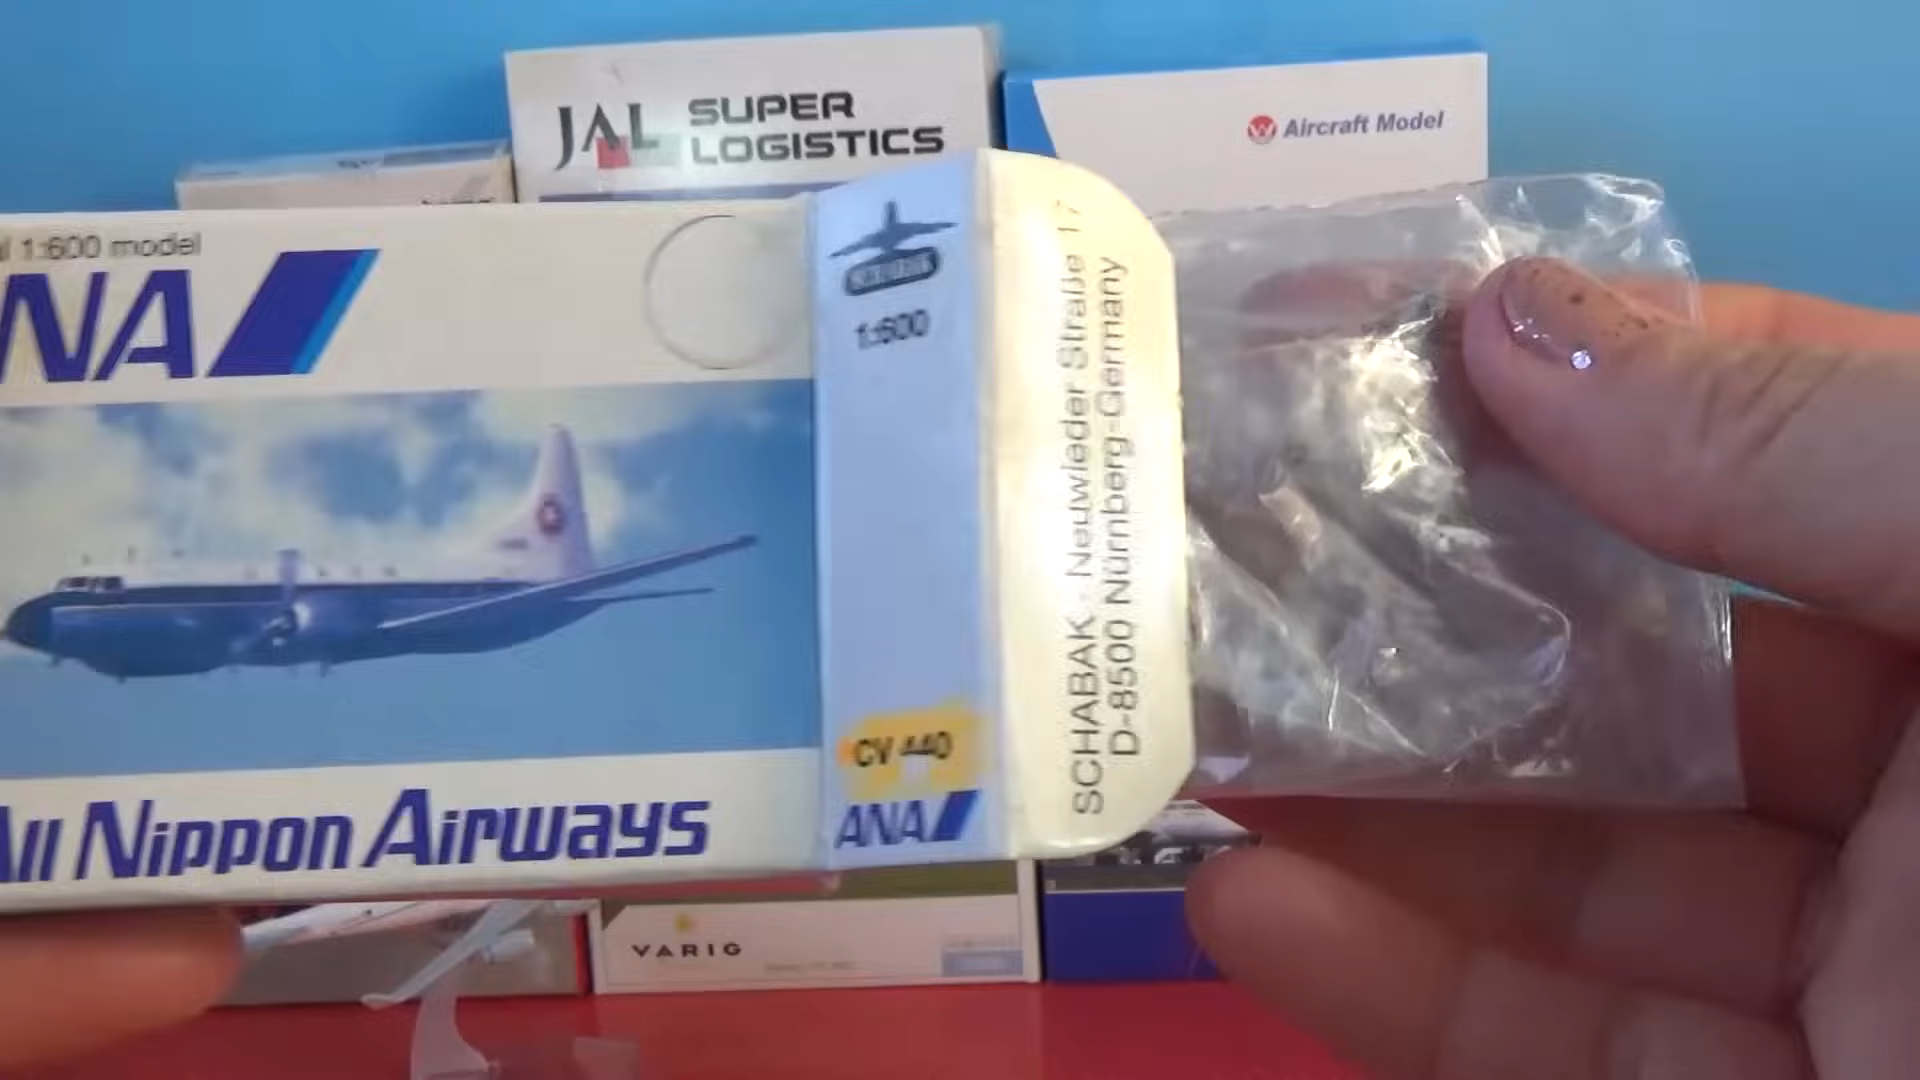 JAL SUPER
LOGISTICS
Aircraft Model
1:600 model
NA
All Nippon Airways
SCHABAK
1:600
CV 440
ANA
SCHABAK - Neuwieder Straße 17
D-8500 Nürnberg-Germany
VARIG